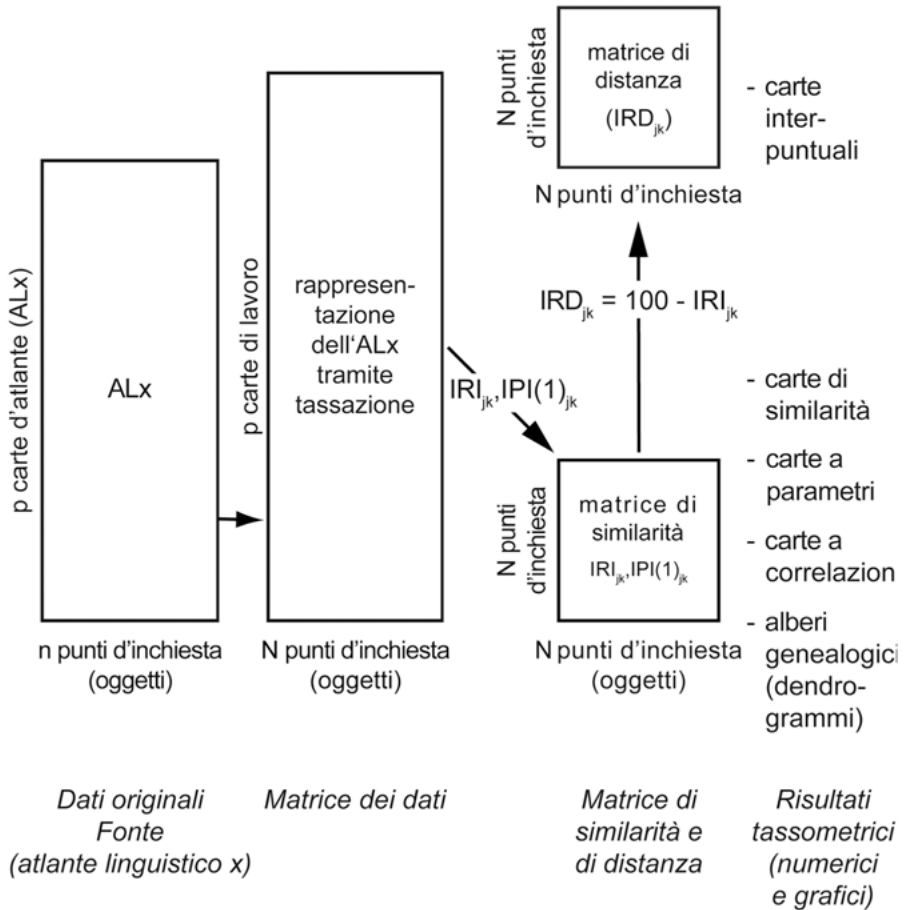 p carte d'atlante (ALx)
ALx
n punti d'inchiesta
(oggetti)
p carte di lavoro
rappresen-
tazione
dell'ALx
tramite
tassazione
N punti d'inchiesta
(oggetti)
IRIjk,IPI(1)jk
N punti
d'inchiesta
matrice di
distanza
(IRDjk)
N punti d'inchiesta
IRDjk = 100 - IRIjk
N punti
d'inchiesta
matrice di
similarità
IRIjk,IPI(1)jk
N punti d'inchiesta
(oggetti)
- carte
inter-
puntuali
- carte di
similarità
- carte a
parametri
- carte a
correlazion
- alberi
genealogici
(dendro-
grammi)
Dati originali
Fonte
(atlante linguistico x)
Matrice dei dati
Matrice di
similarità e
di distanza
Risultati
tassometrici
(numerici
e grafici)